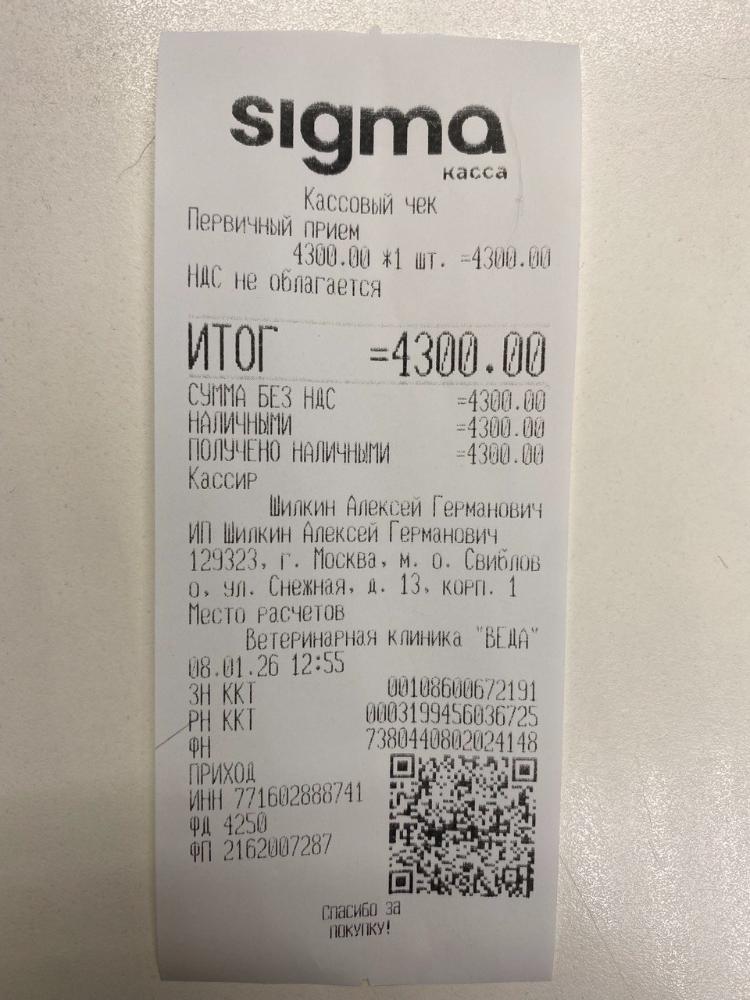 sigma
касса
Кассовый чек
Первичный прием
4300.00 *1 шт. =4300.00
НДС не облагается
ИТОГ =4300.00
СУММА БЕЗ НДС =4300.00
НАЛИЧНЫМИ =4300.00
ПОЛУЧЕНО НАЛИЧНЫМИ =4300.00
Кассир
Шилкин Алексей Германович
ИП Шилкин Алексей Германович
129323, г. Москва, м. о. Свиблов
о, ул. Снежная, д. 13, корп. 1
Место расчетов
Ветеринарная клиника "ВЕДА"
08.01.26 12:55
ЗН ККТ 00108600672191
РН ККТ 0003199456036725
ФН 7380440802024148
ПРИХОД
ИНН 771602888741
ФД 4250
ФП 2162007287
Спасибо за
покупку!